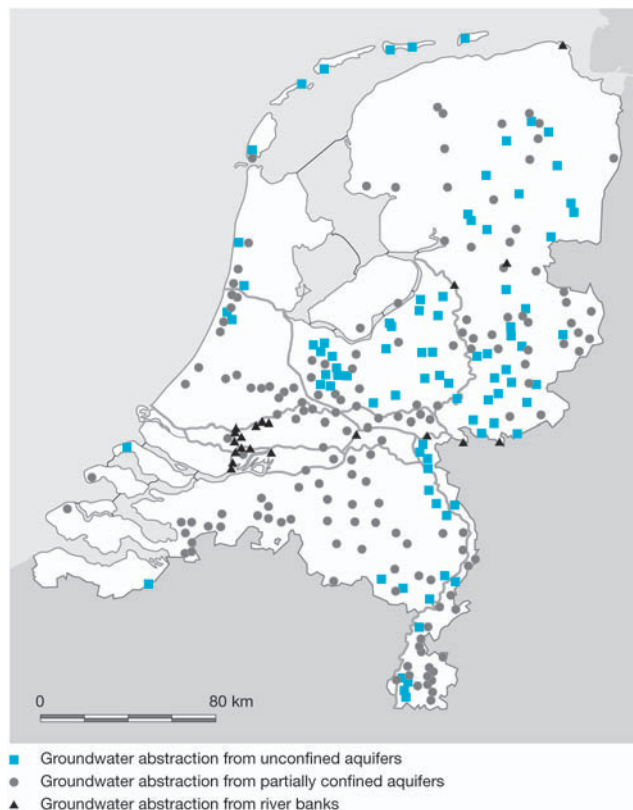 0 80 km
Groundwater abstraction from unconfined aquifers
Groundwater abstraction from partially confined aquifers
Groundwater abstraction from river banks